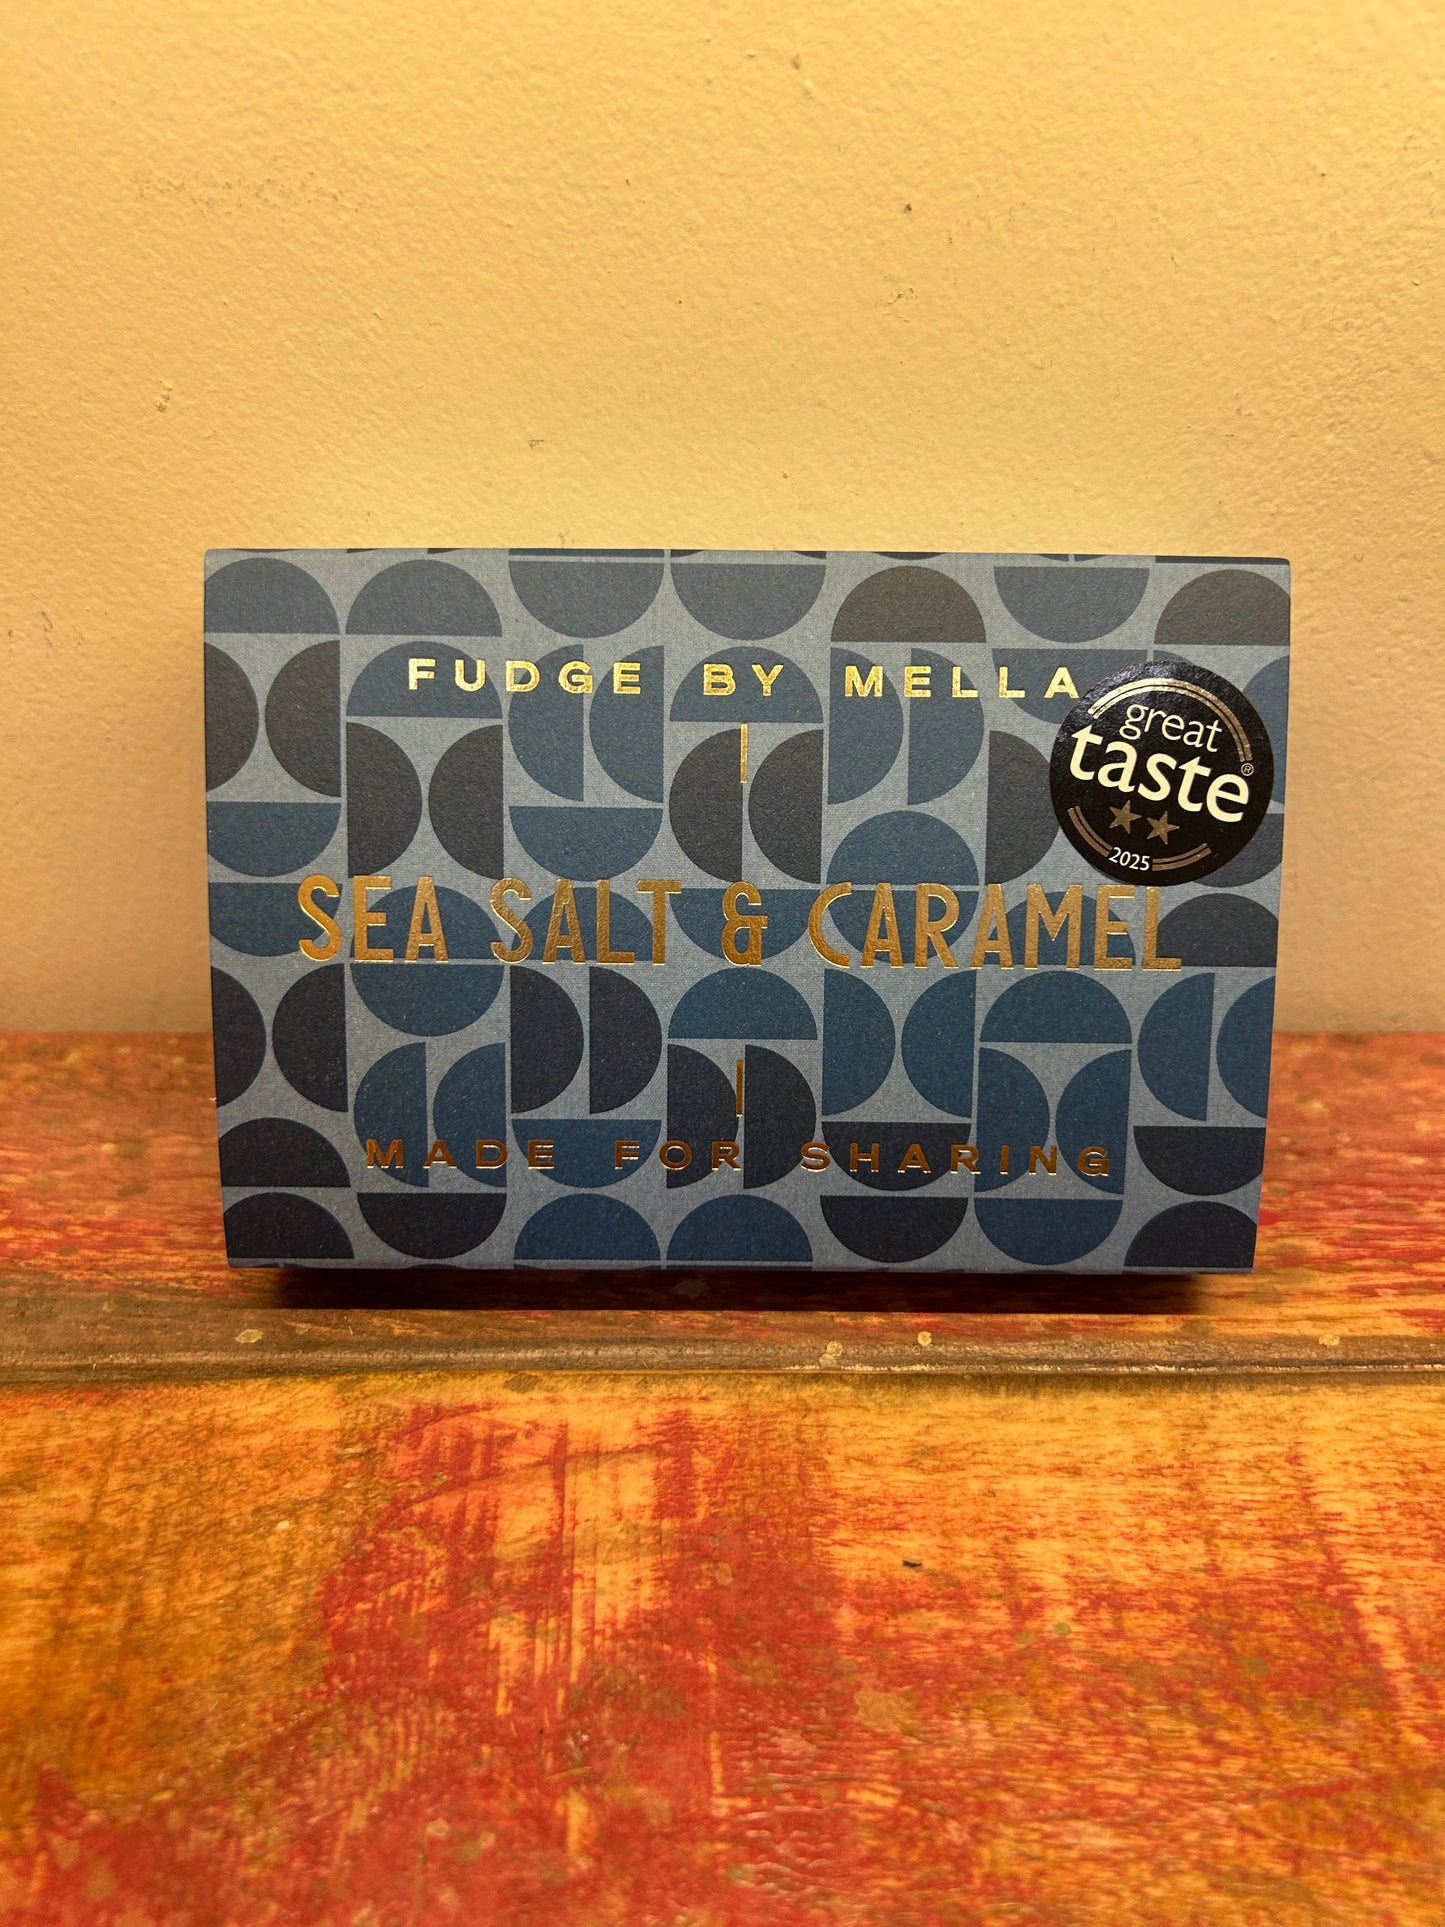 FUDGE BY MELLA
great
taste®
2025
SEA SALT & CARAMEL
MADE FOR SHARING